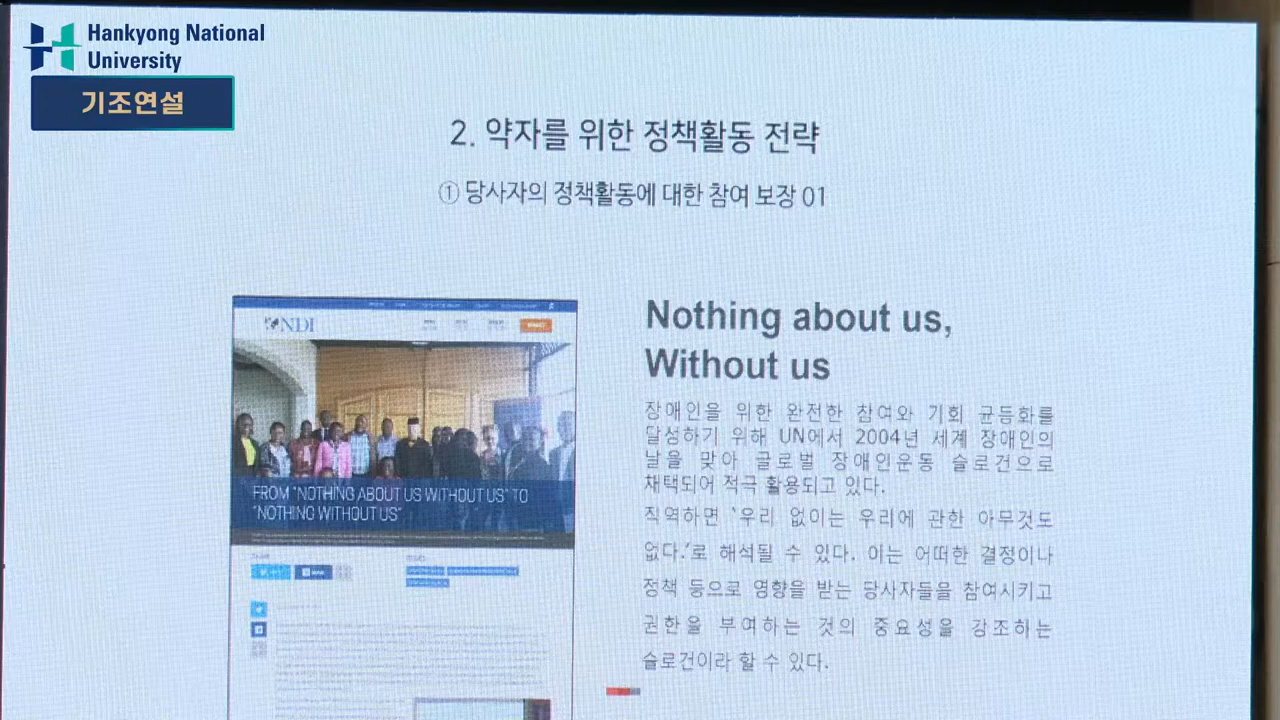 Hankyong National
University
기조연설
2. 약자를 위한 정책활동 전략
① 당사자의 정책활동에 대한 참여 보장 01
NDI
FROM "NOTHING ABOUT US WITHOUT US" TO
"NOTHING WITHOUT US"
Nothing about us,
Without us
장애인을 위한 완전한 참여와 기회 균등화를
달성하기 위해 UN에서 2004년 세계 장애인의
날을 맞아 글로벌 장애인운동 슬로건으로
채택되어 적극 활용되고 있다.
직역하면 '우리 없이는 우리에 관한 아무것도
없다.'로 해석될 수 있다. 이는 어떠한 결정이나
정책 등으로 영향을 받는 당사자들을 참여시키고
권한을 부여하는 것의 중요성을 강조하는
슬로건이라 할 수 있다.